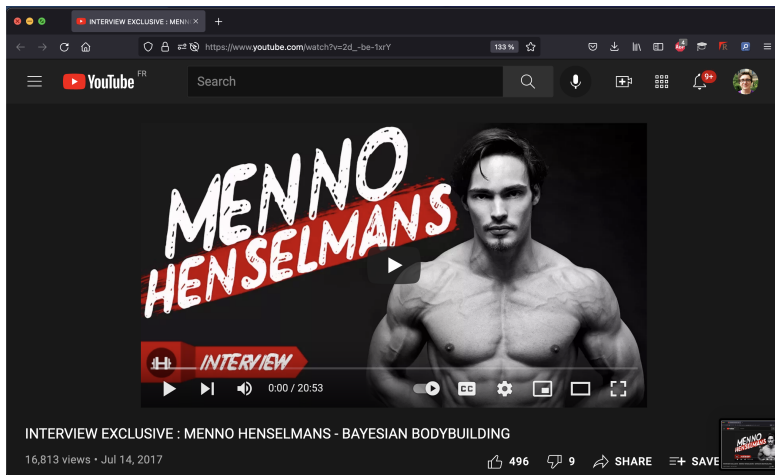 INTERVIEW EXCLUSIVE : MENN
https://www.youtube.com/watch?v=2d_-be-1xrY
133 %
4
YouTube FR
Search
9+
MENNO
HENSELMANS
INTERVIEW
0:00 / 20:53
CC
INTERVIEW EXCLUSIVE : MENNO HENSELMANS - BAYESIAN BODYBUILDING
16,813 views • Jul 14, 2017
496
9
SHARE
SAVE
MENNO